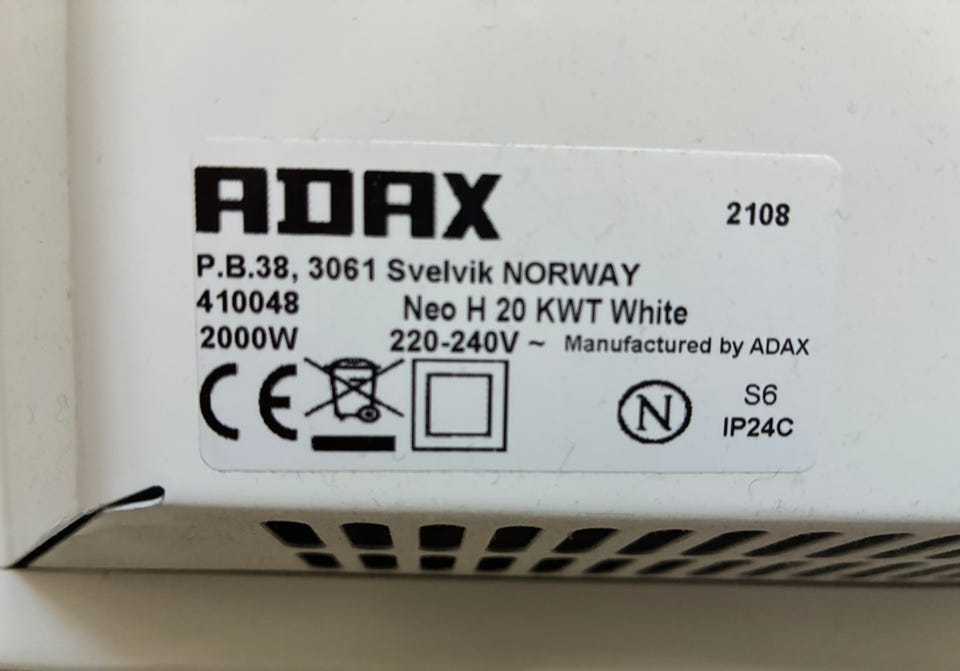 ADAX
2108
P.B.38, 3061 Svelvik NORWAY
410048 Neo H 20 KWT White
2000W 220-240V ~ Manufactured by ADAX
CE
N
S6
IP24C